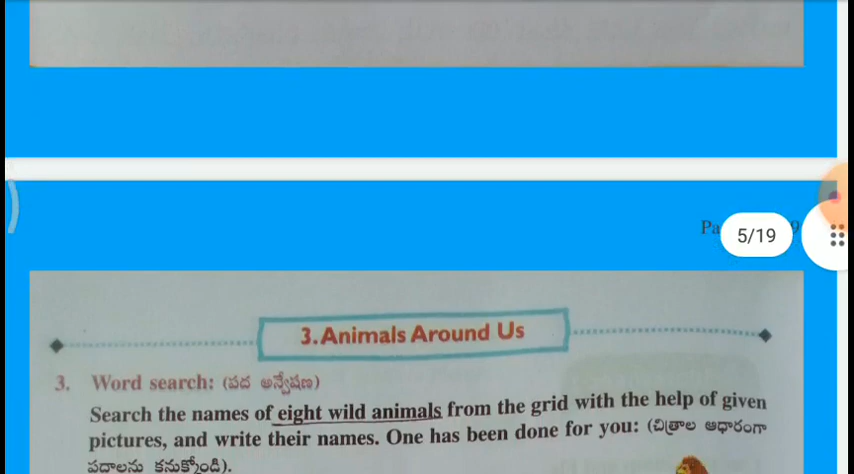 Pa
5/19
9
3.Animals Around Us
3. Word search: (పద అన్వేషణ)
Search the names of eight wild animals from the grid with the help of given
pictures, and write their names. One has been done for you: (చిత్రాల ఆధారంగా
పదాలను కనుక్కోండి).